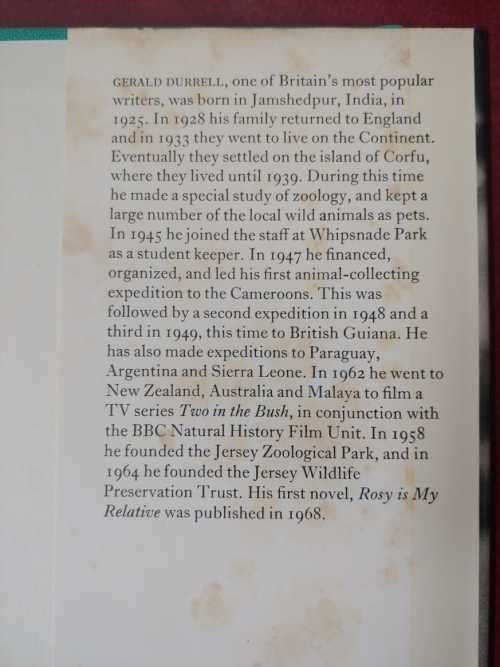 GERALD DURRELL, one of Britain's most popular
writers, was born in Jamshedpur, India, in
1925. In 1928 his family returned to England
and in 1933 they went to live on the Continent.
Eventually they settled on the island of Corfu,
where they lived until 1939. During this time
he made a special study of zoology, and kept a
large number of the local wild animals as pets.
In 1945 he joined the staff at Whipsnade Park
as a student keeper. In 1947 he financed,
organized, and led his first animal-collecting
expedition to the Cameroons. This was
followed by a second expedition in 1948 and a
third in 1949, this time to British Guiana. He
has also made expeditions to Paraguay,
Argentina and Sierra Leone. In 1962 he went to
New Zealand, Australia and Malaya to film a
TV series Two in the Bush, in conjunction with
the BBC Natural History Film Unit. In 1958
he founded the Jersey Zoological Park, and in
1964 he founded the Jersey Wildlife
Preservation Trust. His first novel, Rosy is My
Relative was published in 1968.